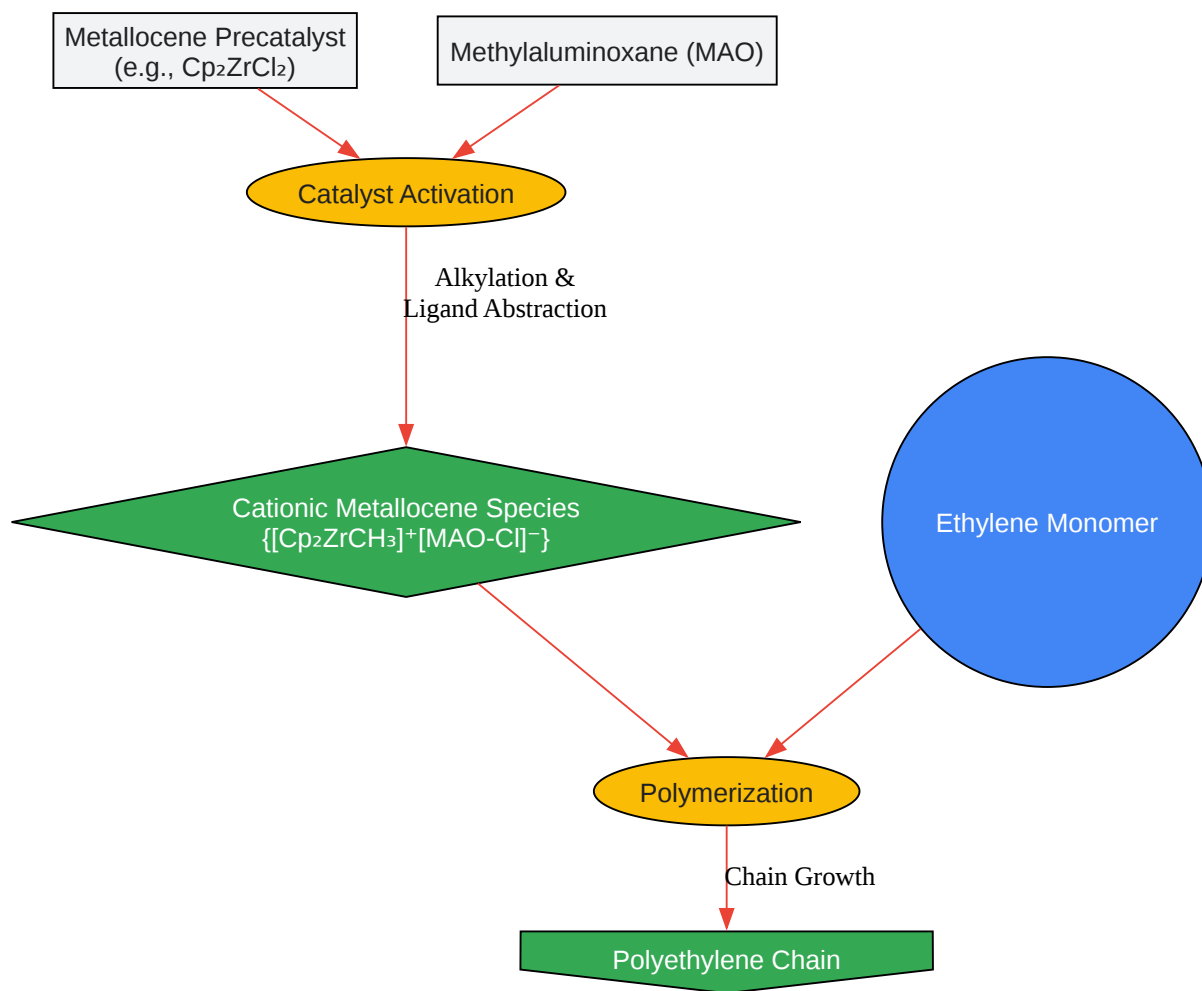 Metallocene Precatalyst
(e.g., Cp₂ZrCl₂)
Methylaluminoxane (MAO)
Catalyst Activation
Alkylation &
Ligand Abstraction
Cationic Metallocene Species
{[Cp₂ZrCH₃]⁺[MAO-Cl]⁻}
Ethylene Monomer
Polymerization
Chain Growth
Polyethylene Chain